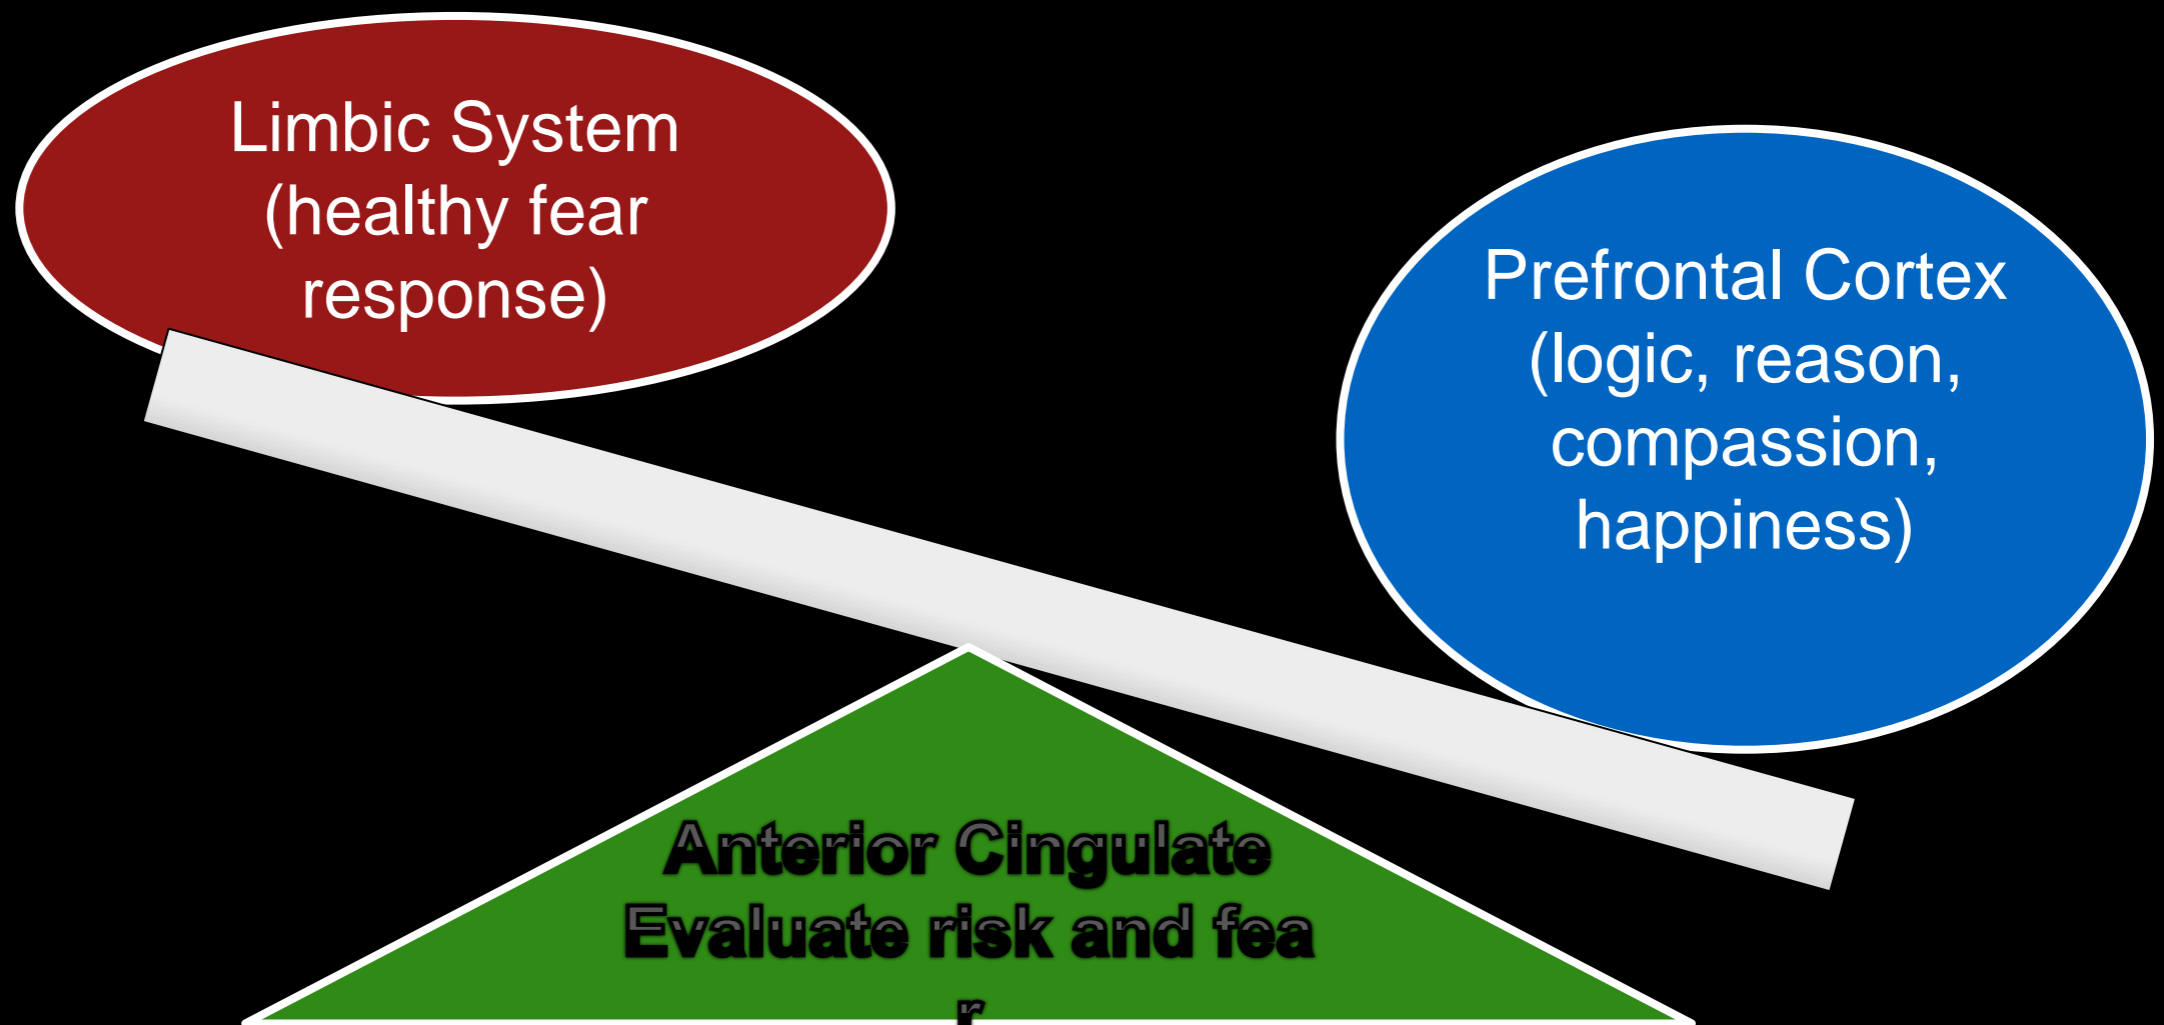 Limbic System
(healthy fear
response)
Prefrontal Cortex
(logic, reason,
compassion,
happiness)
Anterior Cingulate
Evaluate risk and fea
r